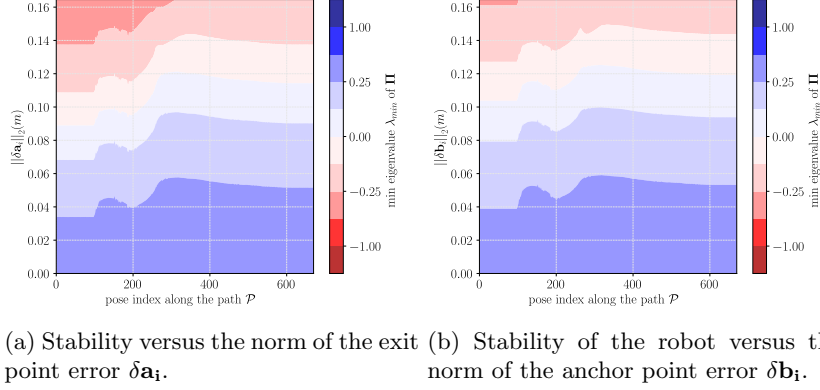 0.16
0.14
0.12
0.10
0.08
0.06
0.04
0.02
0.00
||δa_i||_2(m)
0 200 400 600
pose index along the path 𝒫
1.00
0.25
0.00
−0.25
−1.00
min eigenvalue λ_min of Π
0.16
0.14
0.12
0.10
0.08
0.06
0.04
0.02
0.00
||δb_i||_2(m)
0 200 400 600
pose index along the path 𝒫
1.00
0.25
0.00
−0.25
−1.00
min eigenvalue λ_min of Π
(a) Stability versus the norm of the exit
point error δa_i.
(b) Stability of the robot versus th
norm of the anchor point error δb_i.